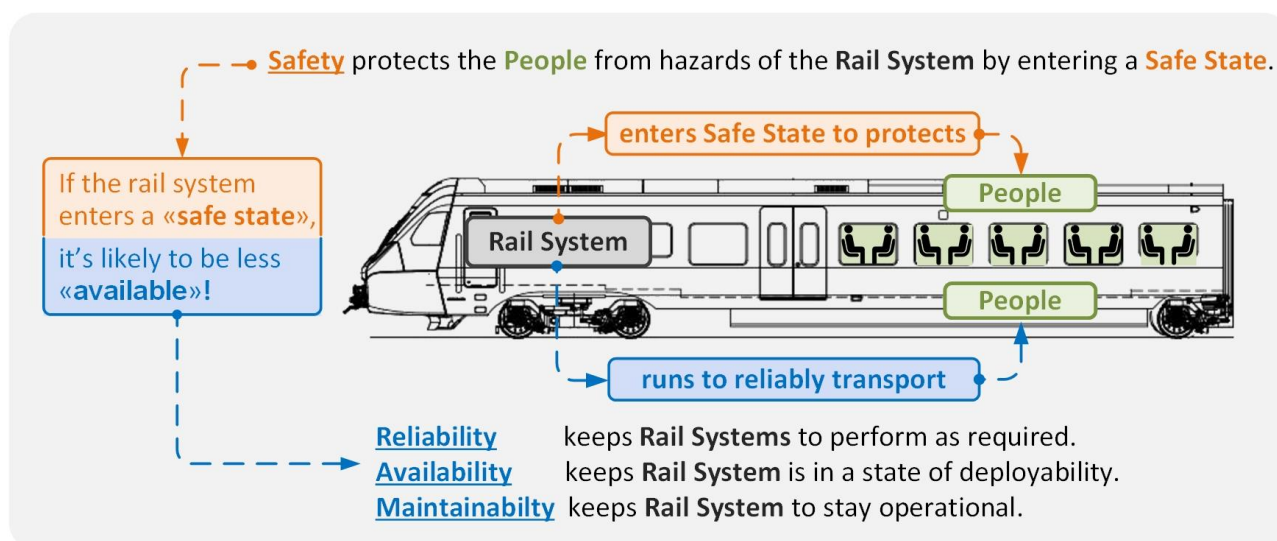 Safety protects the People from hazards of the Rail System by entering a Safe State.
enters Safe State to protects
If the rail system
enters a «safe state»,
it's likely to be less
«available»!
People
Rail System
People
runs to reliably transport
Reliability keeps Rail Systems to perform as required.
Availability keeps Rail System is in a state of deployability.
Maintainabilty keeps Rail System to stay operational.